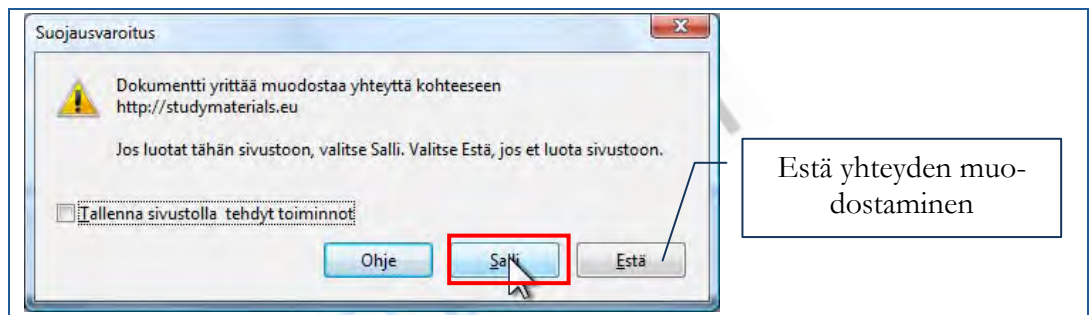 Suojausvaroitus
Dokumentti yrittää muodostaa yhteyttä kohteeseen
http://studymaterials.eu
Jos luotat tähän sivustoon, valitse Salli. Valitse Estä, jos et luota sivustoon.
Tallenna sivustolla tehdyt toiminnot
Ohje
Salli
Estä
Estä yhteyden muo-
dostaminen